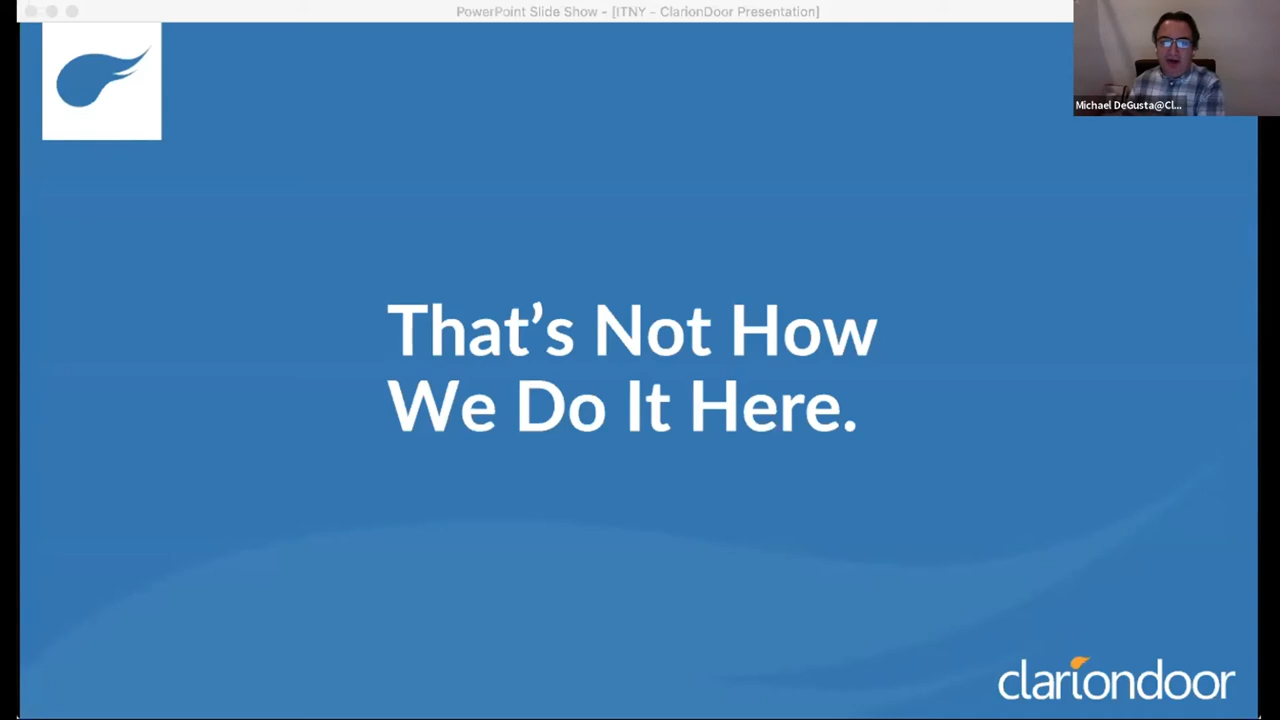 PowerPoint Slide Show - [ITNY - ClarionDoor Presentation]
Michael DeGusta@Cl...
That's Not How
We Do It Here.
clariondoor